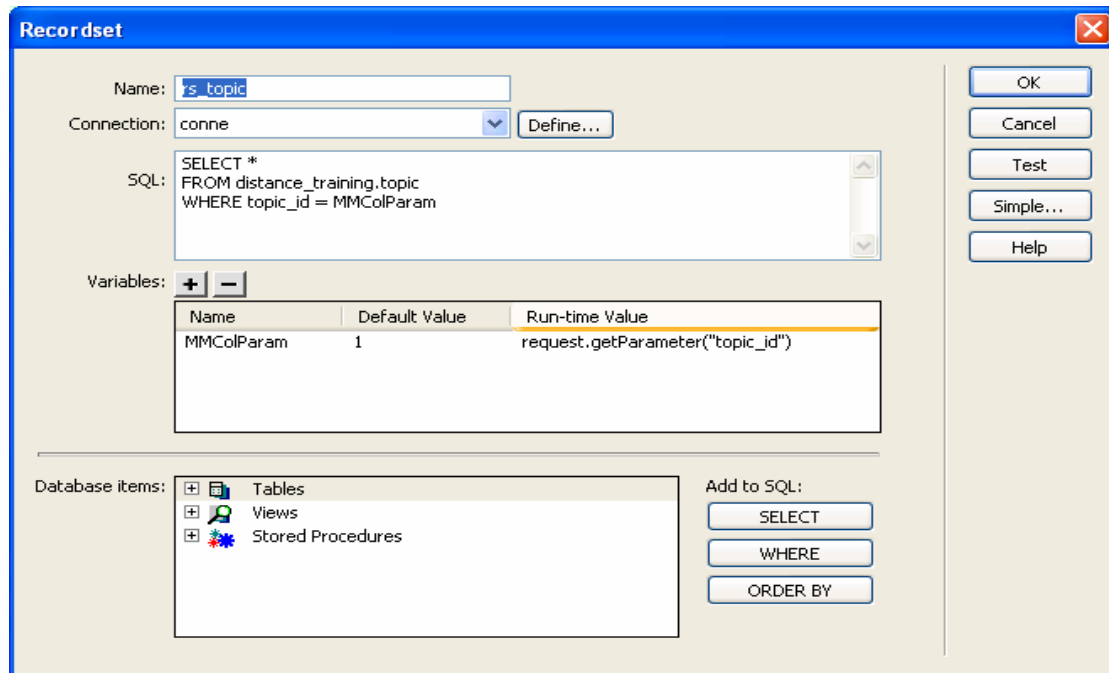 Recordset
Name: rs_topic
OK
Connection: conne Define...
Cancel
SQL: SELECT *
FROM distance_training.topic
WHERE topic_id = MMColParam
Test
Simple...
Help
Variables: + −
Name Default Value Run-time Value
MMColParam 1 request.getParameter("topic_id")
Database items: Tables
Views
Stored Procedures
Add to SQL:
SELECT
WHERE
ORDER BY